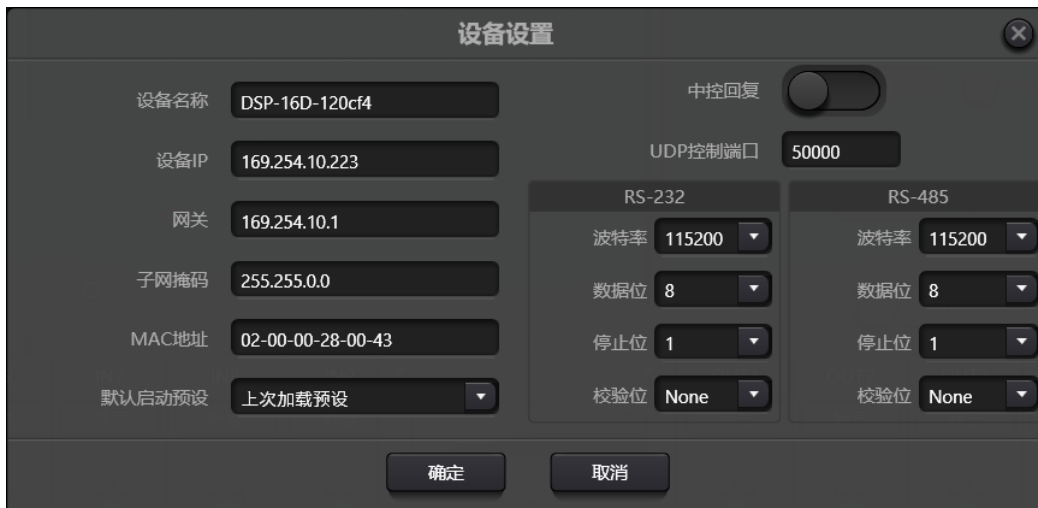 设备设置
设备名称 DSP-16D-120cf4
设备IP 169.254.10.223
网关 169.254.10.1
子网掩码 255.255.0.0
MAC地址 02-00-00-28-00-43
默认启动预设 上次加载预设
中控回复
UDP控制端口 50000
RS-232
波特率 115200
数据位 8
停止位 1
校验位 None
RS-485
波特率 115200
数据位 8
停止位 1
校验位 None
确定 取消